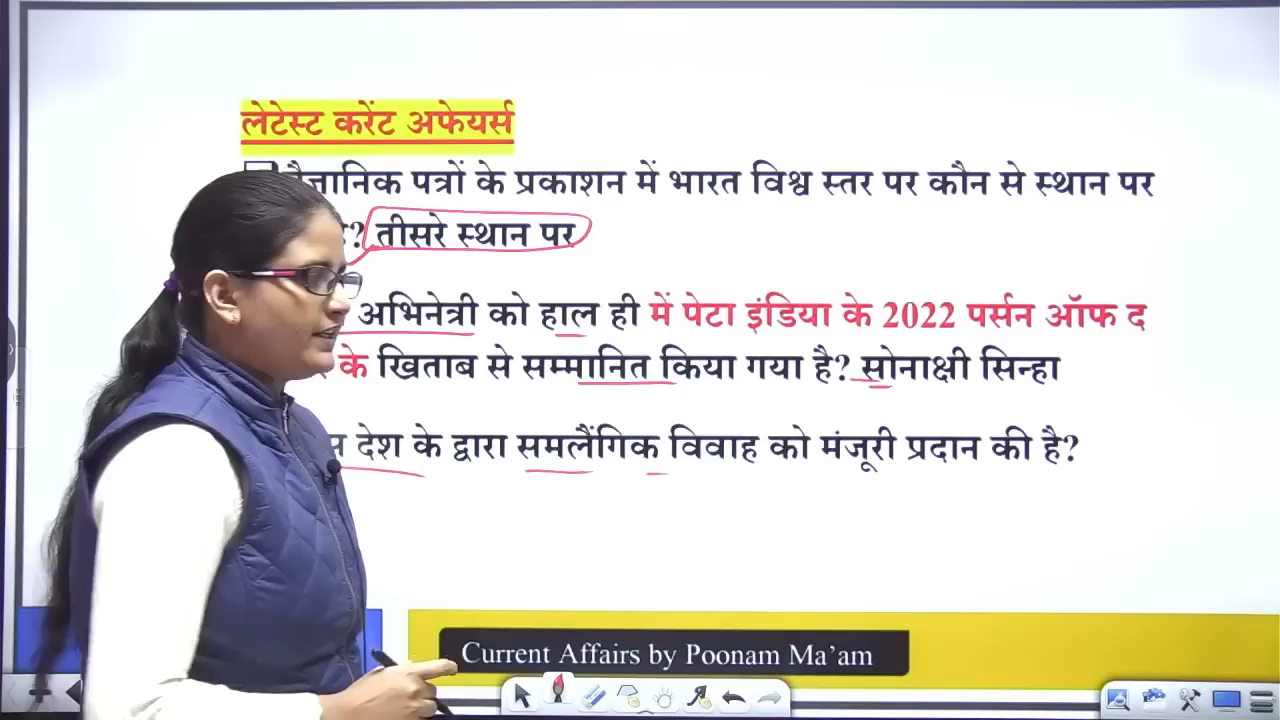 लेटेस्ट करेंट अफेयर्स
वैज्ञानिक पत्रों के प्रकाशन में भारत विश्व स्तर पर कौन से स्थान पर
? तीसरे स्थान पर
अभिनेत्री को हाल ही में पेटा इंडिया के 2022 पर्सन ऑफ द
के खिताब से सम्मानित किया गया है? सोनाक्षी सिन्हा
देश के द्वारा समलैंगिक विवाह को मंजूरी प्रदान की है?
Current Affairs by Poonam Ma’am